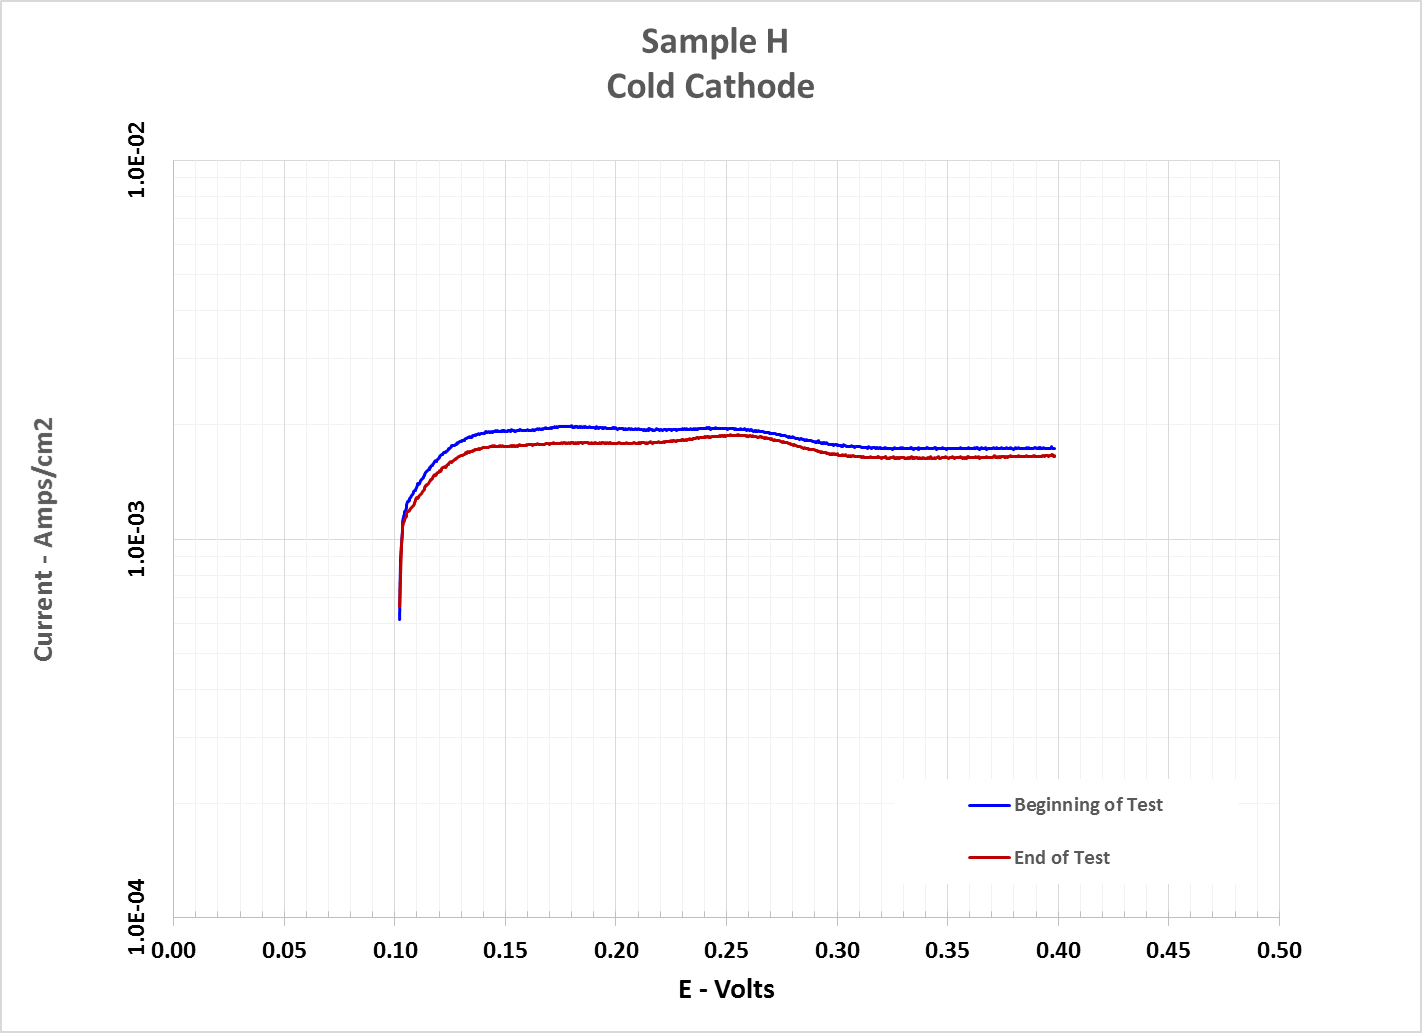 Sample H
Cold Cathode
1.0E-02
1.0E-03
1.0E-04
Current - Amps/cm2
Beginning of Test
End of Test
0.00 0.05 0.10 0.15 0.20 0.25 0.30 0.35 0.40 0.45 0.50
E - Volts